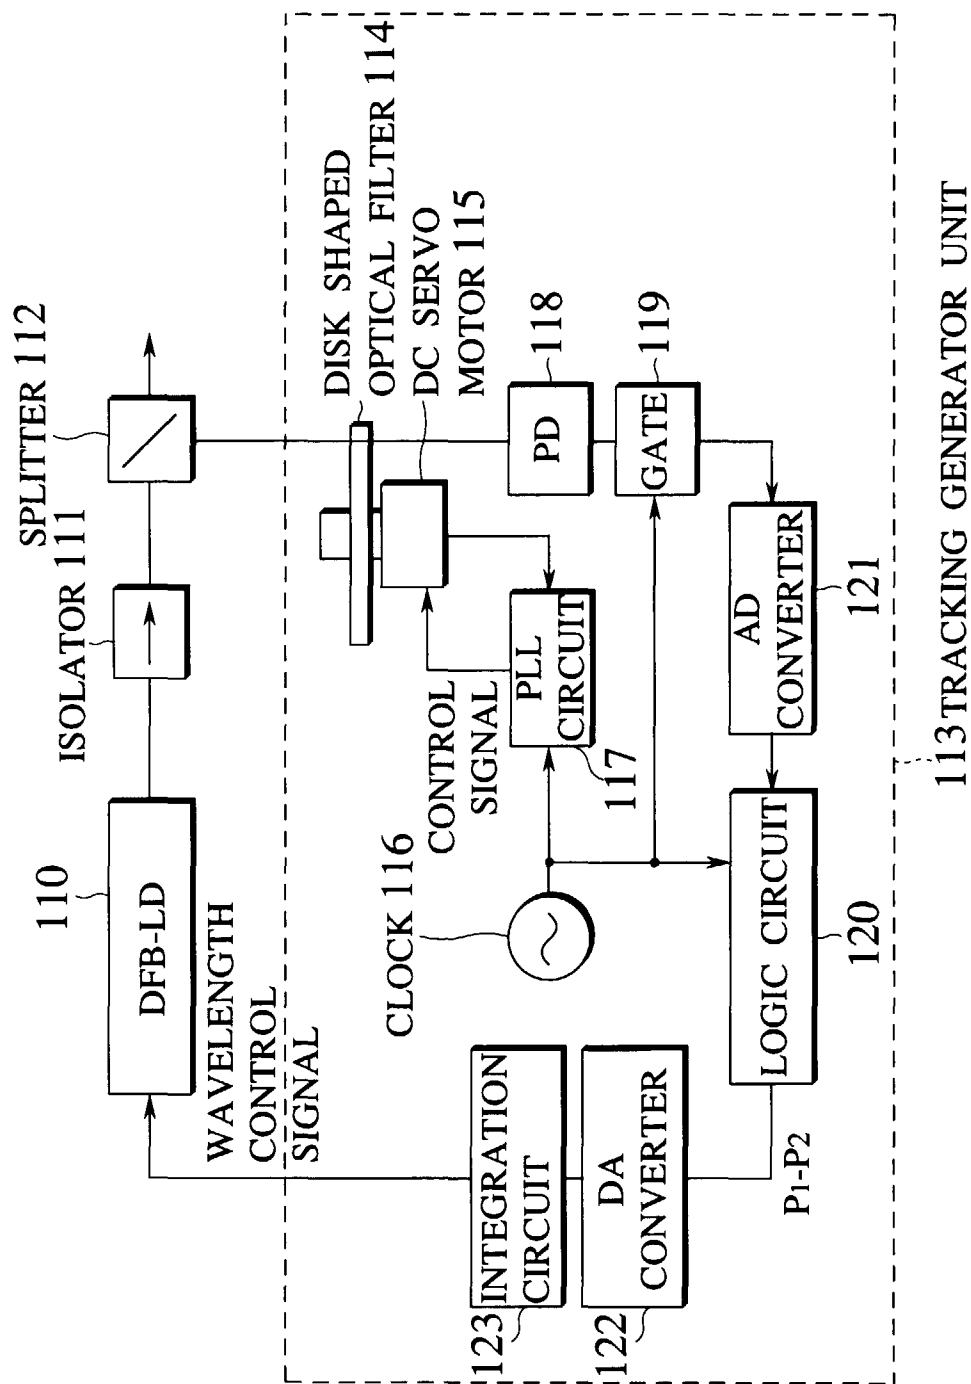 110
DFB-LD
ISOLATOR 111
SPLITTER 112
WAVELENGTH
CONTROL
SIGNAL
DISK SHAPED
OPTICAL FILTER 114
DC SERVO
MOTOR 115
CLOCK 116
CONTROL
SIGNAL
PLL
CIRCUIT
117
PD
118
GATE
119
INTEGRATION
CIRCUIT
123
DA
CONVERTER
122
P1-P2
LOGIC CIRCUIT
120
AD
CONVERTER
121
113 TRACKING GENERATOR UNIT